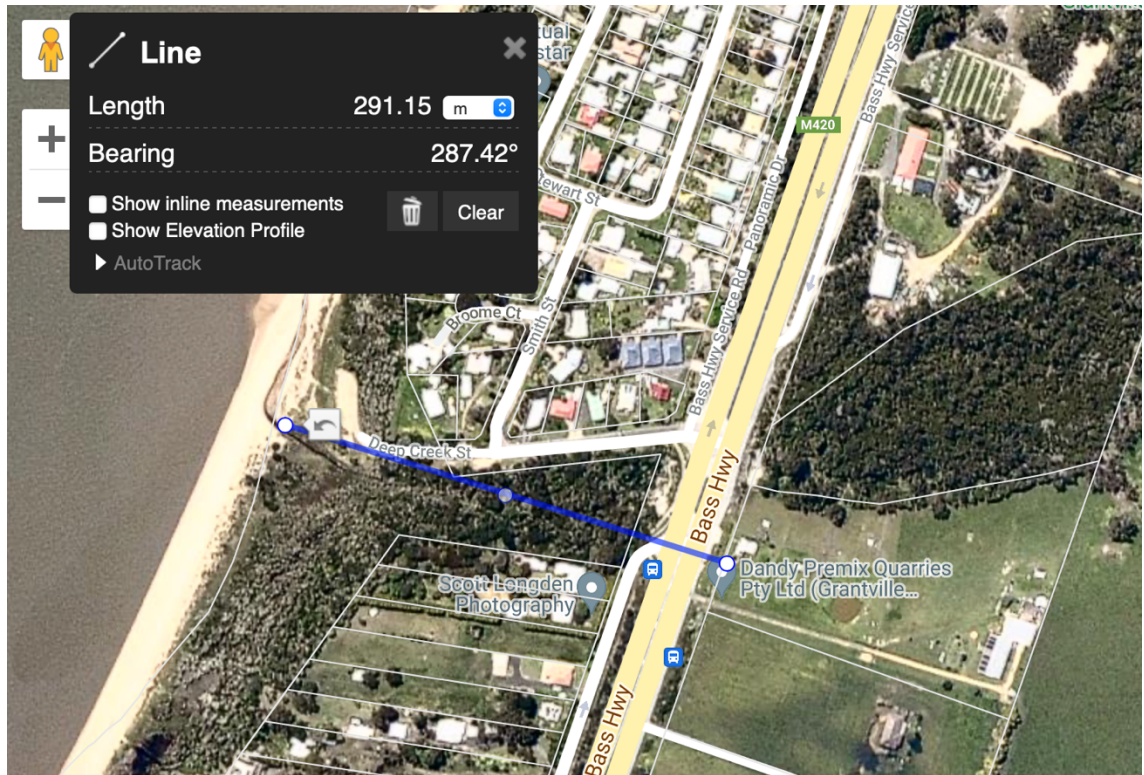 Line
Length 291.15 m
Bearing 287.42°
Show inline measurements
Show Elevation Profile
Clear
AutoTrack
tual
star
Stewart St
Broome Ct
Smith St
Deep Creek St
Bass Hwy Service Rd
Panoramic Dr
M420
Bass Hwy Service
Bass Hwy
Scott Longden
Photography
Dandy Premix Quarries
Pty Ltd (Grantville...
Bass Hwy